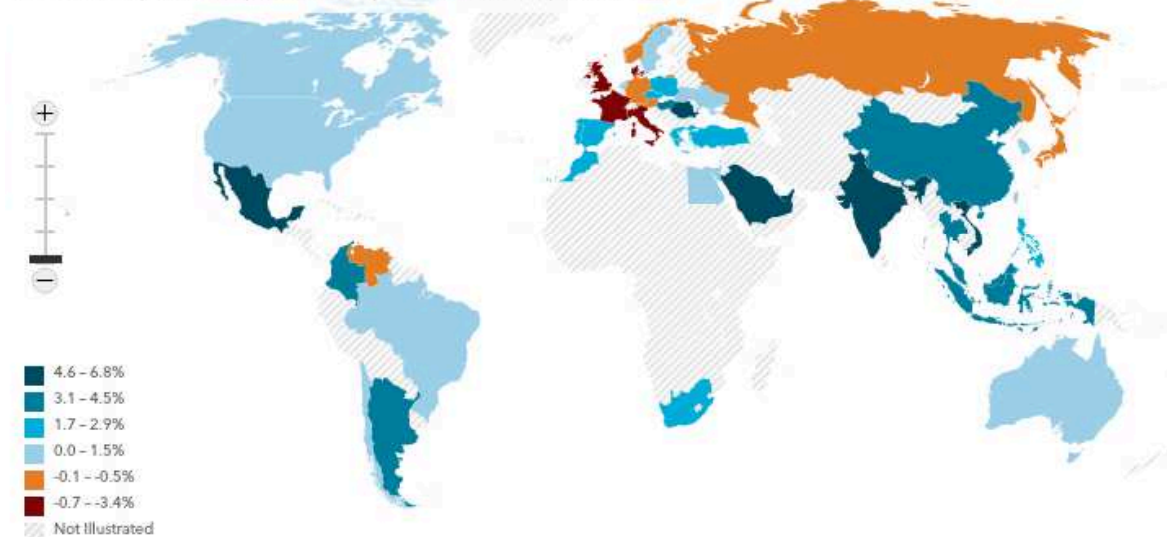 +
−
4.6 – 6.8%
3.1 – 4.5%
1.7 – 2.9%
0.0 – 1.5%
-0.1 – -0.5%
-0.7 – -3.4%
Not Illustrated